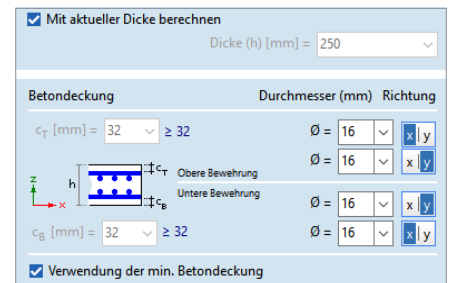 Mit aktueller Dicke berechnen
Dicke (h) [mm] = 250
Betondeckung Durchmesser (mm) Richtung
cT [mm] = 32 ≥ 32 Ø = 16 x y
Ø = 16 x y
z h x cT Obere Bewehrung
cB Untere Bewehrung
Ø = 16 x y
cB [mm] = 32 ≥ 32 Ø = 16 x y
Verwendung der min. Betondeckung